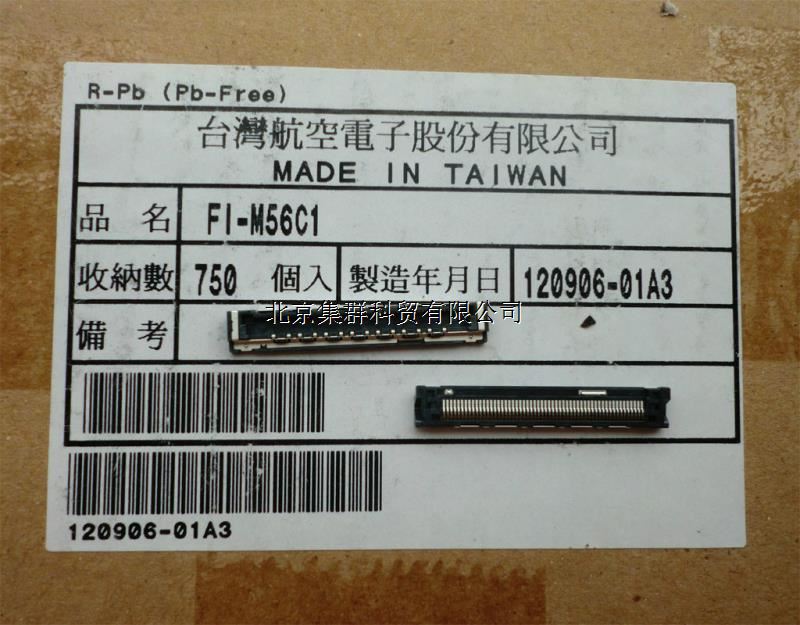 R-Pb (Pb-Free)
台灣航空電子股份有限公司
MADE IN TAIWAN
品 名 FI-M56C1
收納數 750 個入 製造年月日 120906-01A3
北京集群科贸有限公司
備 考
120906-01A3